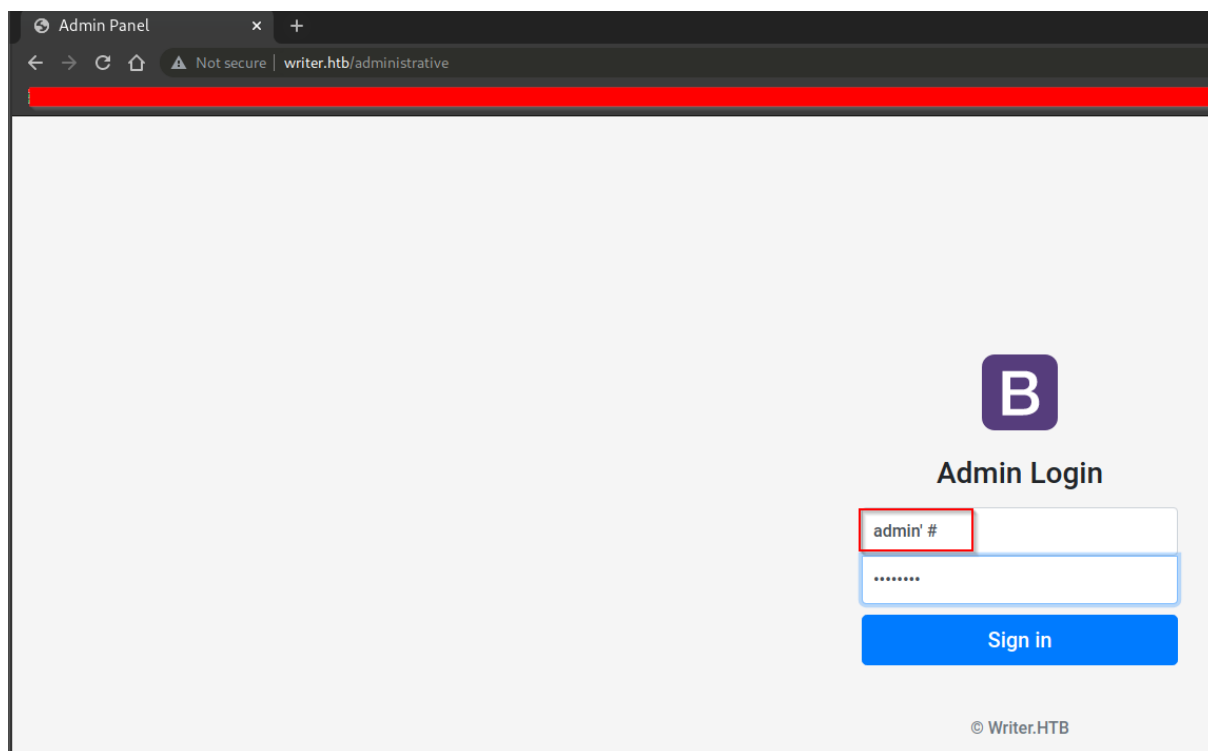 Admin Panel
Not secure | writer.htb/administrative
B
Admin Login
admin' #
••••••••
Sign in
© Writer.HTB